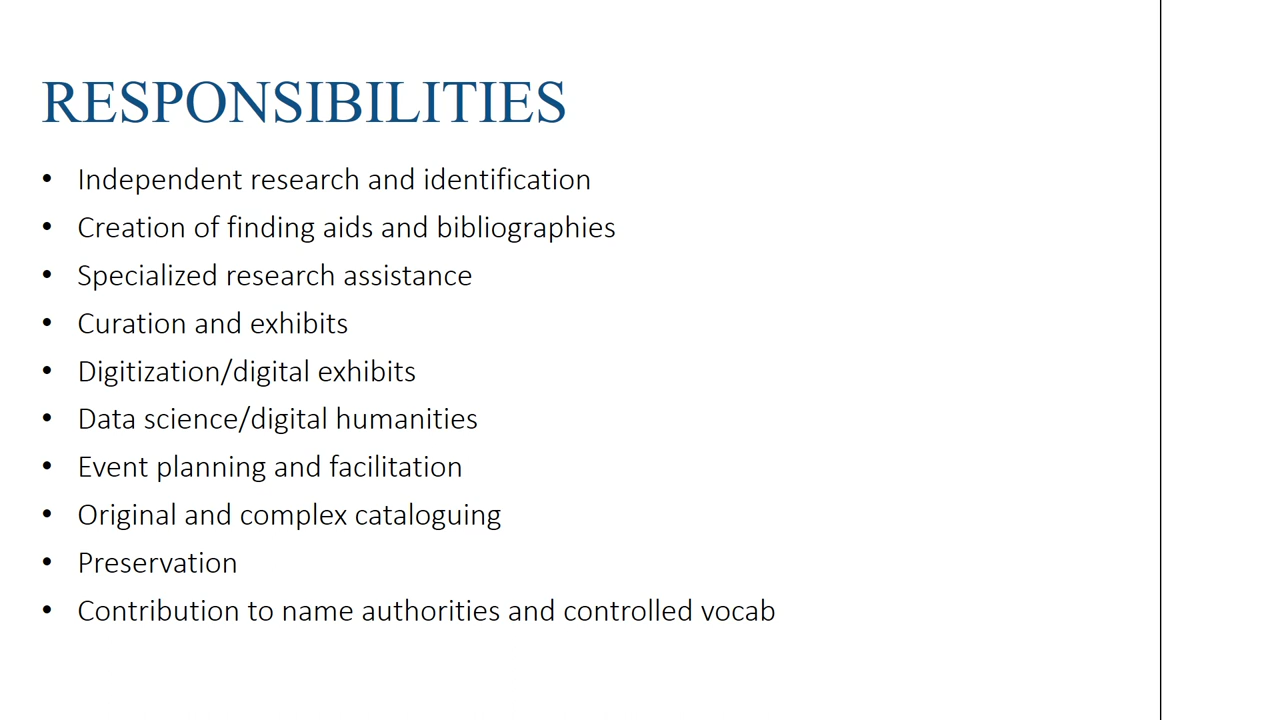 RESPONSIBILITIES
• Independent research and identification
• Creation of finding aids and bibliographies
• Specialized research assistance
• Curation and exhibits
• Digitization/digital exhibits
• Data science/digital humanities
• Event planning and facilitation
• Original and complex cataloguing
• Preservation
• Contribution to name authorities and controlled vocab